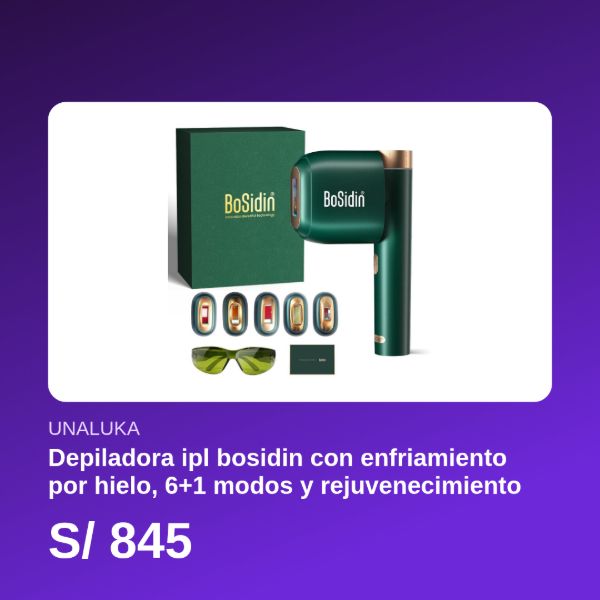 BoSidin®
BoSidin®
UNALUKA
Depiladora ipl bosidin con enfriamiento
por hielo, 6+1 modos y rejuvenecimiento
S/ 845